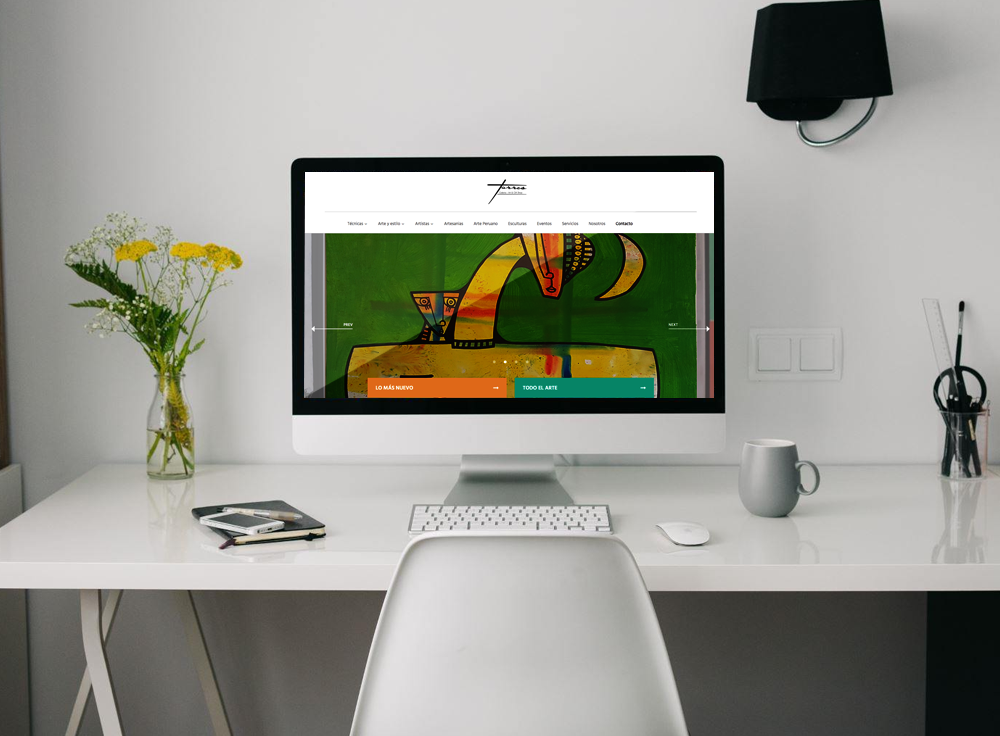 Torres
Técnicas Arte y estilo Artistas Artesanías Arte Peruano Esculturas Eventos Servicios Nosotros Contacto
PREV
NEXT
LO MÁS NUEVO
TODO EL ARTE